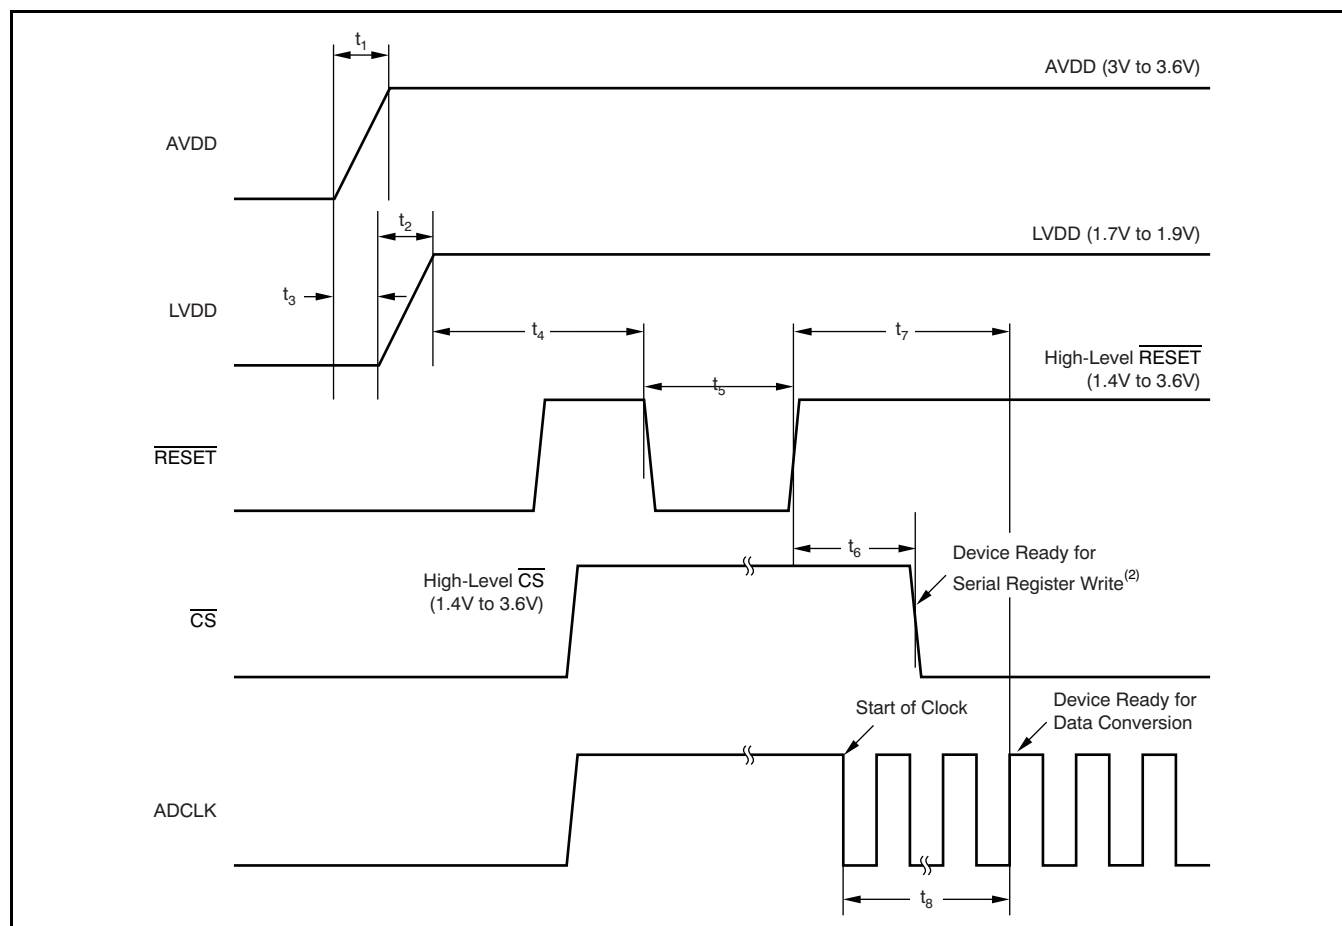 t1
AVDD (3V to 3.6V)
AVDD
t2
LVDD (1.7V to 1.9V)
t3
LVDD
t4
t7
High-Level RESET
(1.4V to 3.6V)
t5
RESET
t6
Device Ready for
Serial Register Write(2)
High-Level CS
(1.4V to 3.6V)
CS
Start of Clock
Device Ready for
Data Conversion
ADCLK
t8